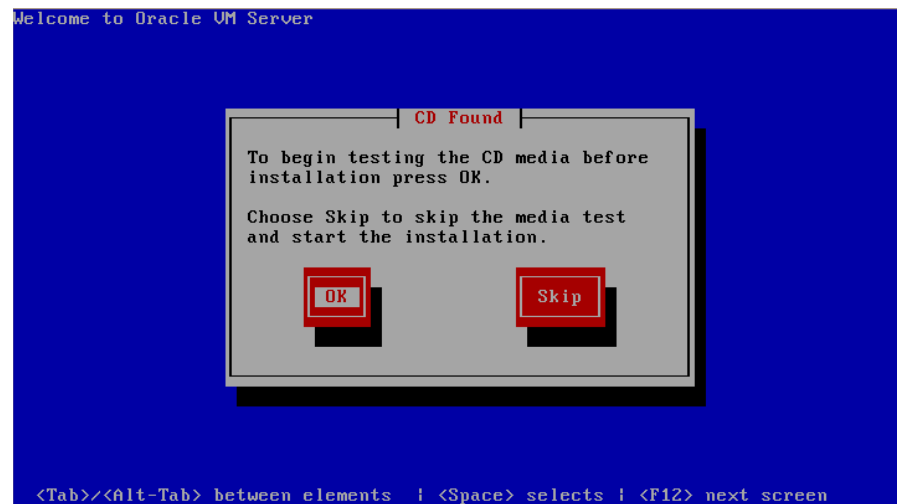 Welcome to Oracle VM Server
CD Found
To begin testing the CD media before
installation press OK.
Choose Skip to skip the media test
and start the installation.
OK
Skip
<Tab>/<Alt-Tab> between elements | <Space> selects | <F12> next screen